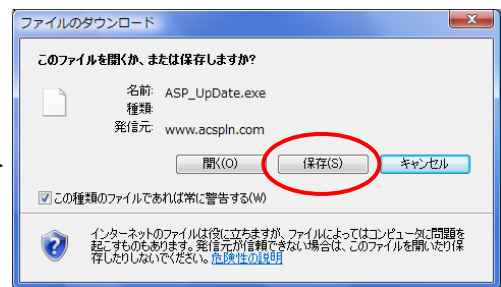 ファイルのダウンロード
このファイルを開くか、または保存しますか?
名前: ASP_UpDate.exe
種類:
発信元: www.acspln.com
開く(O) 保存(S) キャンセル
この種類のファイルであれば常に警告する(W)
インターネットのファイルは役に立ちますが、ファイルによってはコンピュータに問題を
起こすものもあります。発信元が信頼できない場合は、このファイルを開いたり保
存したりしないでください。危険性の説明